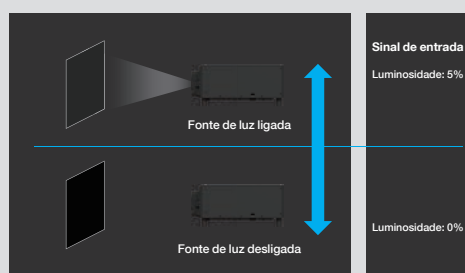 Sinal de entrada
Luminosidade: 5%
Fonte de luz ligada
Luminosidade: 0%
Fonte de luz desligada